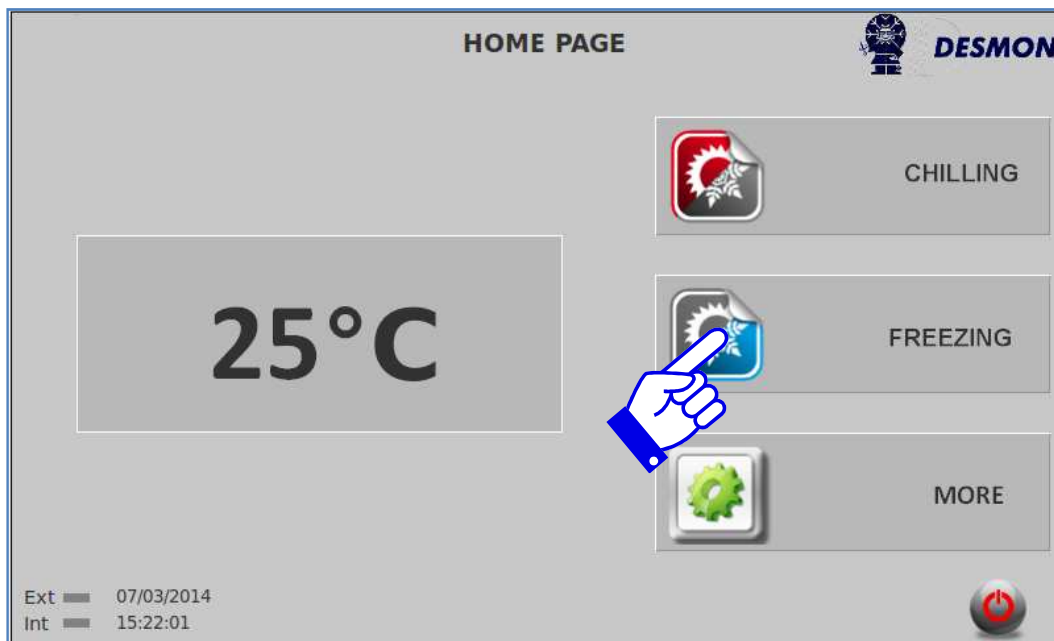 HOME PAGE
DESMON
CHILLING
25°C
FREEZING
MORE
Ext 07/03/2014
Int 15:22:01